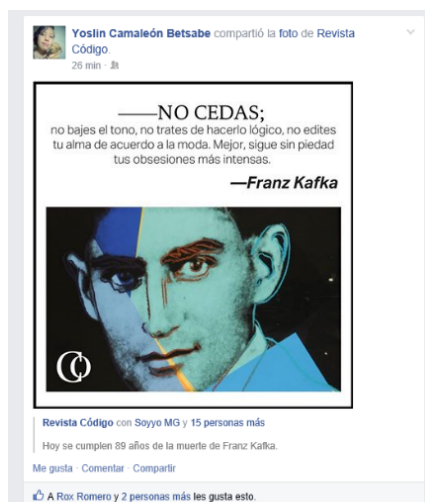 Yoslin Camaleón Betsabe compartió la foto de Revista
Código.
26 min ·
——NO CEDAS;
no bajes el tono, no trates de hacerlo lógico, no edites
tu alma de acuerdo a la moda. Mejor, sigue sin piedad
tus obsesiones más intensas.
—Franz Kafka
Revista Código con Soyyo MG y 15 personas más
Hoy se cumplen 89 años de la muerte de Franz Kafka.
Me gusta · Comentar · Compartir
A Rox Romero y 2 personas más les gusta esto.